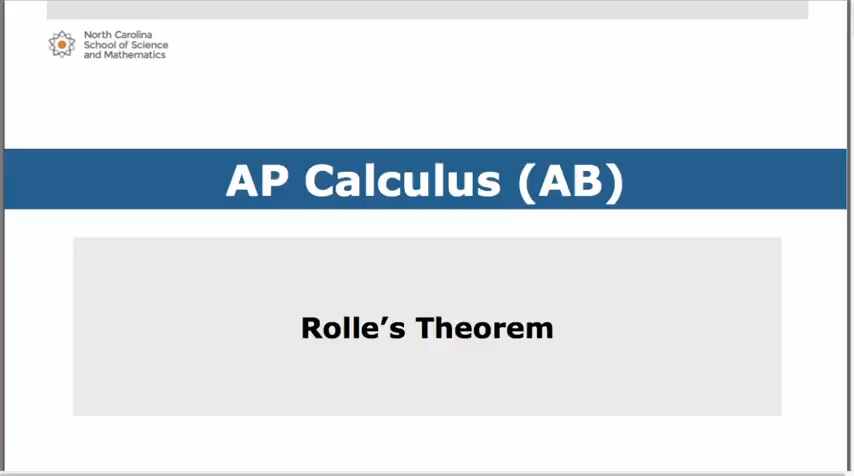 North Carolina
School of Science
and Mathematics
AP Calculus (AB)
Rolle’s Theorem